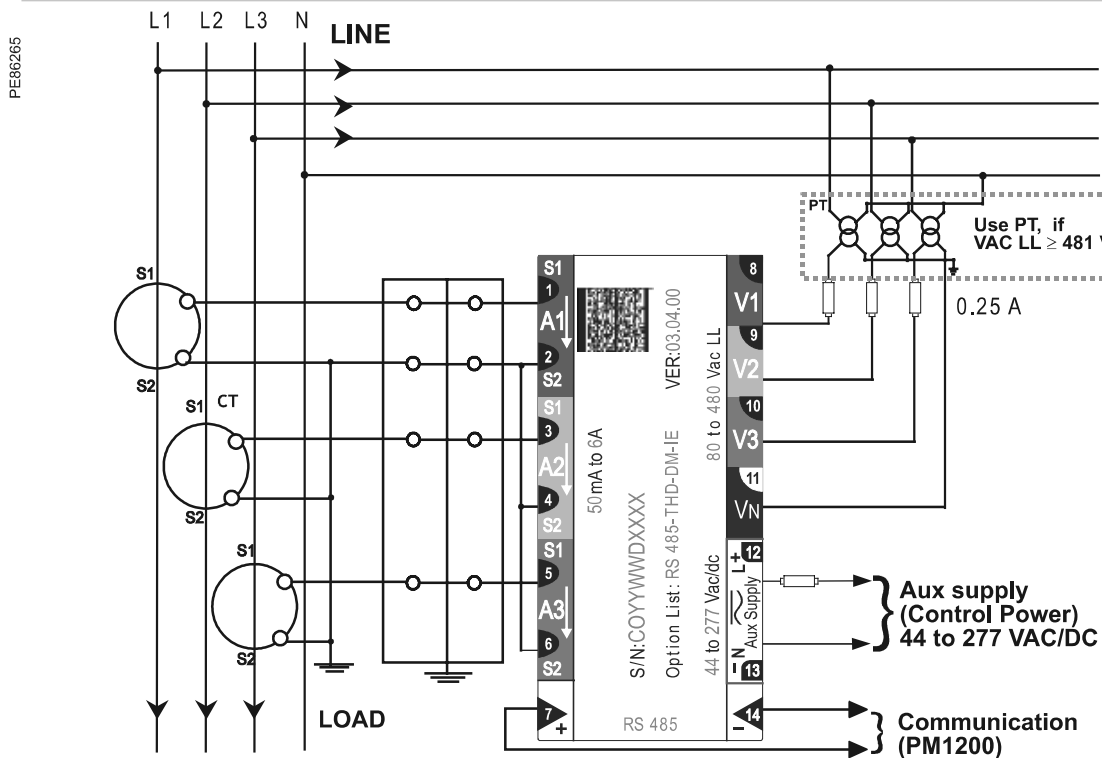 PE86265
L1 L2 L3 N
LINE
PT
Use PT, if
VAC LL ≥ 481 V
0.25 A
S1
S2
S1 CT
S2
S1
S2
LOAD
S1
1
A1
2
S2
S1
3
A2
4
S2
S1
5
A3
6
S2
7
+
50mA to 6A
S/N:COYYWWDXXXX
Option List: RS 485-THD-DM-IE
VER:03.04.00
80 to 480 Vac LL
44 to 277 Vac/dc
RS 485
8
V1
9
V2
10
V3
11
VN
12
L+
Aux Supply
- N
13
14
-
Aux supply
(Control Power)
44 to 277 VAC/DC
Communication
(PM1200)